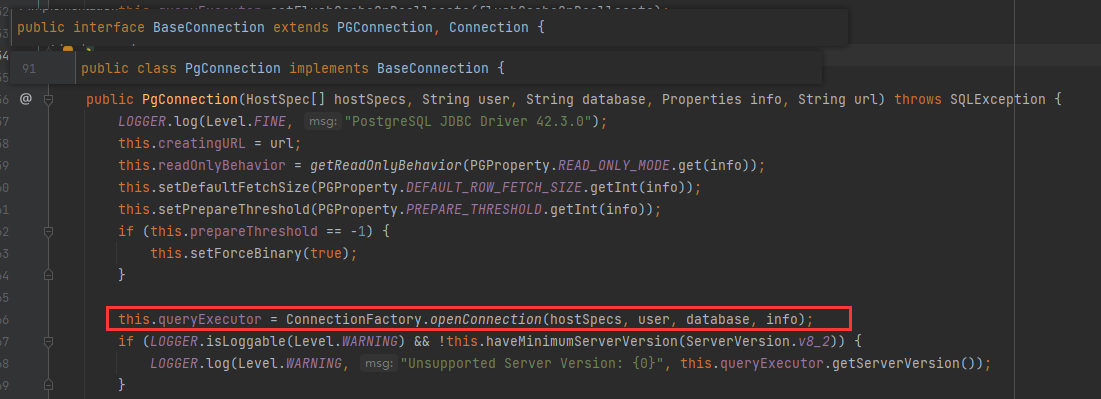 public interface BaseConnection extends PGConnection, Connection {
91 public class PgConnection implements BaseConnection {
@ public PgConnection(HostSpec[] hostSpecs, String user, String database, Properties info, String url) throws SQLException {
LOGGER.log(Level.FINE, msg: "PostgreSQL JDBC Driver 42.3.0");
this.creatingURL = url;
this.readOnlyBehavior = getReadOnlyBehavior(PGProperty.READ_ONLY_MODE.get(info));
this.setDefaultFetchSize(PGProperty.DEFAULT_ROW_FETCH_SIZE.getInt(info));
this.setPrepareThreshold(PGProperty.PREPARE_THRESHOLD.getInt(info));
if (this.prepareThreshold == -1) {
this.setForceBinary(true);
}
this.queryExecutor = ConnectionFactory.openConnection(hostSpecs, user, database, info);
if (LOGGER.isLoggable(Level.WARNING) && !this.haveMinimumServerVersion(ServerVersion.v8_2)) {
LOGGER.log(Level.WARNING, msg: "Unsupported Server Version: {0}", this.queryExecutor.getServerVersion());
}